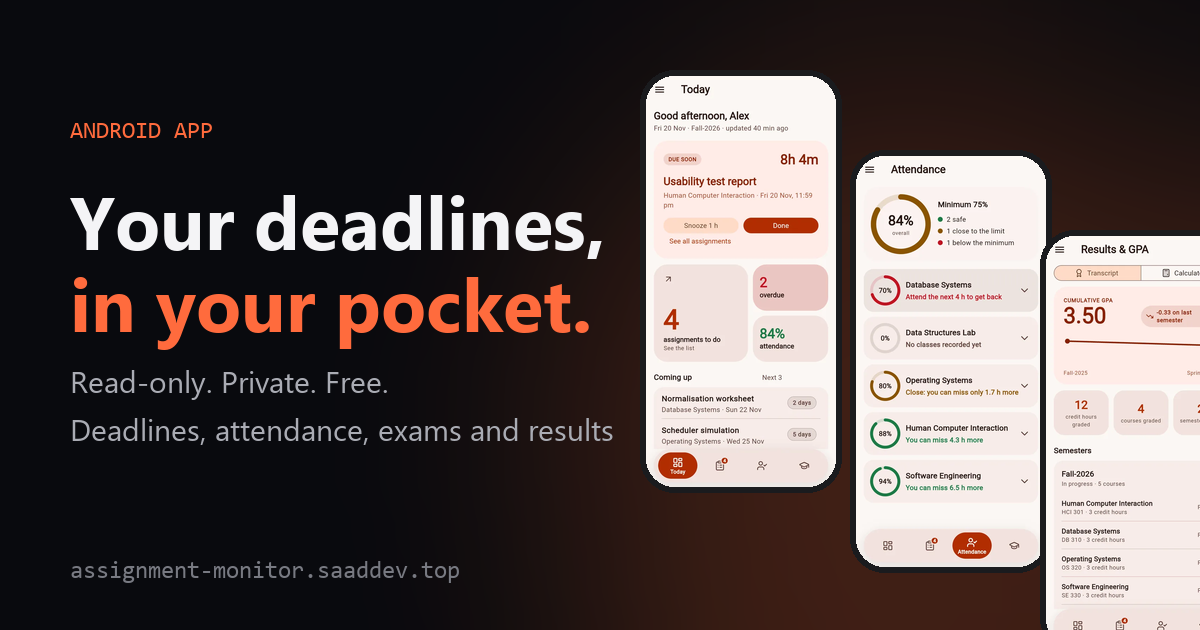 ANDROID APP
Your deadlines,
in your pocket.
Read-only. Private. Free.
Deadlines, attendance, exams and results
assignment-monitor.saaddev.top
Today
Good afternoon, Alex
Fri 20 Nov · Fall-2026 · updated 40 min ago
DUE SOON
8h 4m
Usability test report
Human Computer Interaction · Fri 20 Nov, 11:59
pm
Snooze 1 h
Done
See all assignments
4
assignments to do
See the list
2
overdue
84%
attendance
Coming up
Next 3
Normalisation worksheet
Database Systems · Sun 22 Nov
2 days
Scheduler simulation
Operating Systems · Wed 25 Nov
5 days
Today
4
Attendance
84%
overall
Minimum 75%
2 safe
1 close to the limit
1 below the minimum
70%
Database Systems
Attend the next 4 h to get back
0%
Data Structures Lab
No classes recorded yet
80%
Operating Systems
Close: you can miss only 1.7 h more
88%
Human Computer Interaction
You can miss 4.3 h more
94%
Software Engineering
You can miss 6.5 h more
4
Attendance
Results & GPA
Transcript
Calculat
CUMULATIVE GPA
3.50
-0.33 on last
semester
Fall-2025
Sprin
12
credit hours
graded
4
courses graded
2
semest
Semesters
Fall-2026
In progress · 5 courses
Human Computer Interaction
HCI 301 · 3 credit hours
Database Systems
DB 310 · 3 credit hours
Operating Systems
OS 320 · 3 credit hours
Software Engineering
SE 330 · 3 credit hours
4